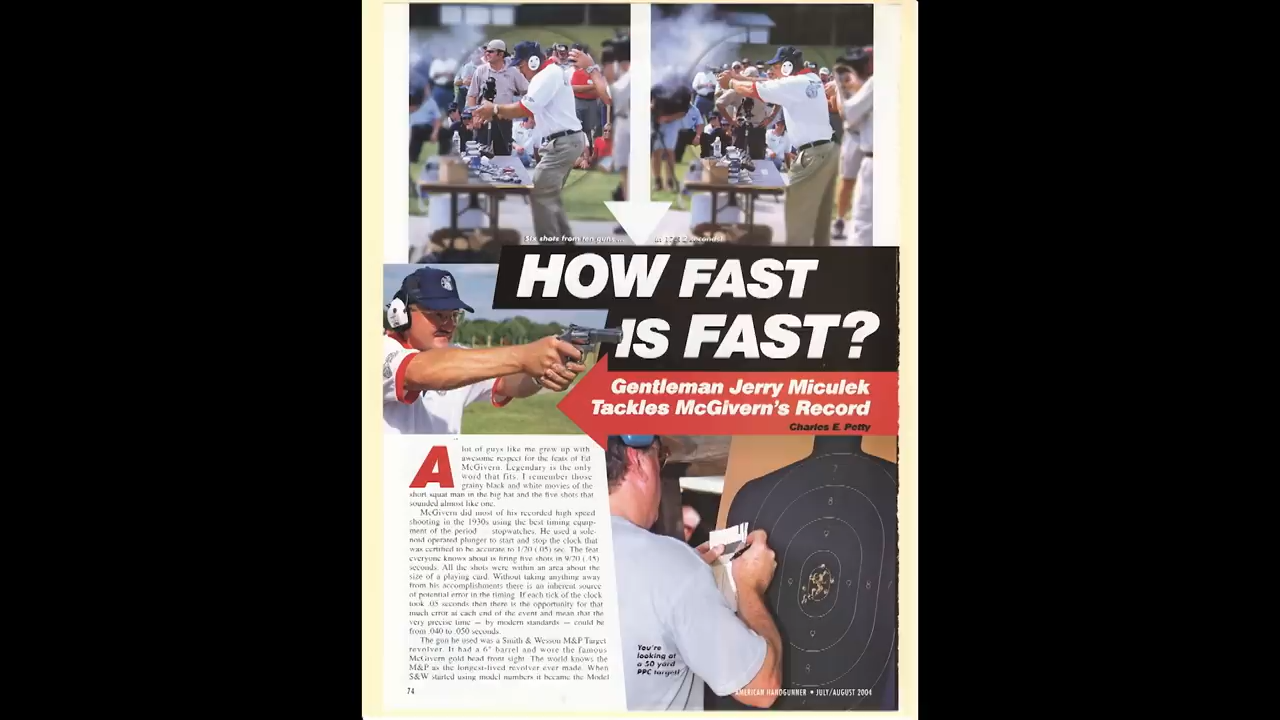 Six shots from ten guns...
HOW FAST
IS FAST?
Gentleman Jerry Miculek
Tackles McGivern's Record
Charles E. Petty
A lot of guys like me grew up with
awesome respect for the feats of Ed
McGivern. Legendary is the only
word that fits. I remember those
grainy black and white movies of the
short squat man in the big hat and the five shots that
sounded almost like one.
McGivern did most of his recorded high speed
shooting in the 1930s using the best timing equip-
ment of the period — stopwatches. He used a sole-
noid operated plunger to start and stop the clock that
was certified to be accurate to 1/20 (.05) sec. The feat
everyone knows about is firing five shots in 9/20 (.45)
seconds. All the shots were within an area about the
size of a playing card. Without taking anything away
from his accomplishments there is an inherent source
of potential error in the timing. If each tick of the clock
took .05 seconds then there is the opportunity for that
much error at each end of the event and mean that the
very precise time — by modern standards — could be
from .040 to .050 seconds.
The gun he used was a Smith & Wesson M&P Target
revolver. It had a 6" barrel and wore the famous
McGivern gold bead front sight. The world knows the
M&P as the longest-lived revolver ever made. When
S&W started using model numbers it became the Model
You're
looking at
a 50 yard
PPC target!
74
AMERICAN HANDGUNNER • JULY/AUGUST 2004